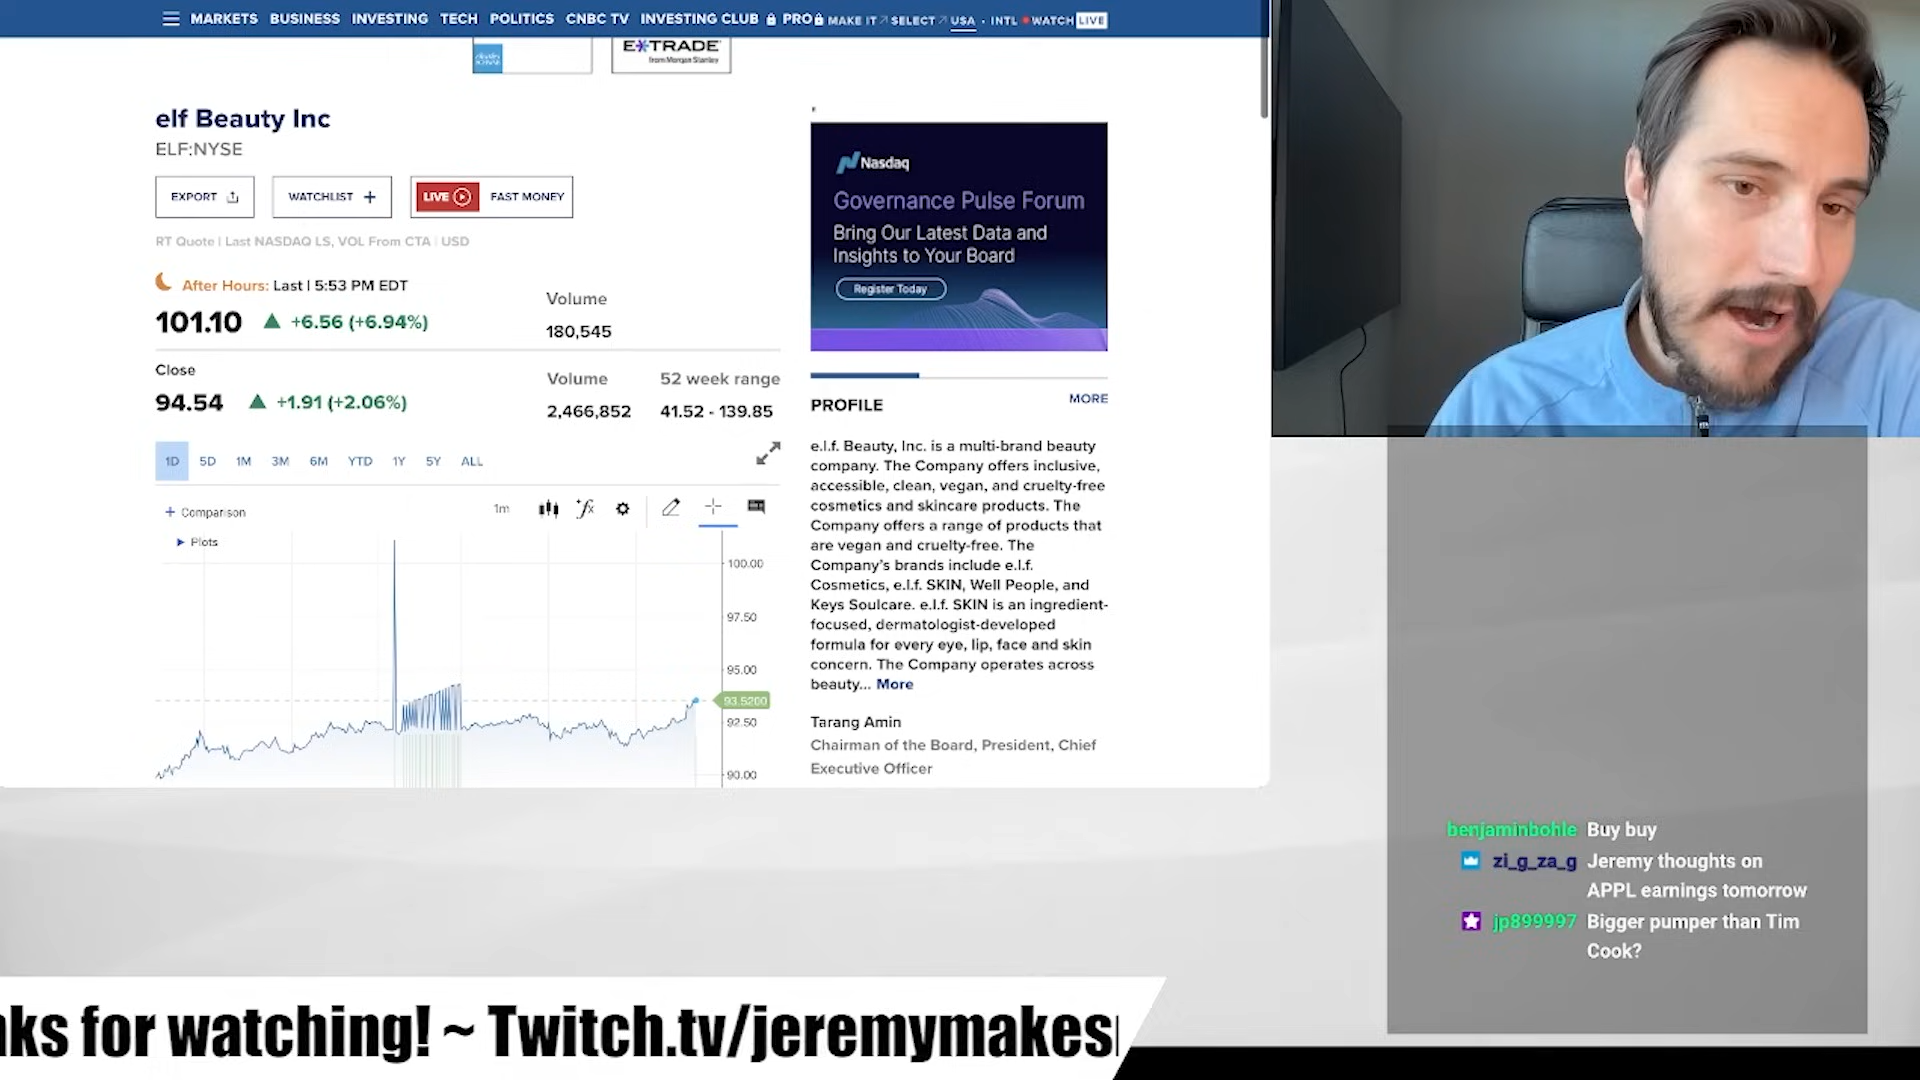 MARKETS BUSINESS INVESTING TECH POLITICS CNBC TV INVESTING CLUB PRO MAKE IT SELECT USA · INTL WATCH LIVE
E*TRADE
from Morgan Stanley
elf Beauty Inc
ELF:NYSE
EXPORT WATCHLIST + LIVE FAST MONEY
RT Quote | Last NASDAQ LS, VOL From CTA | USD
After Hours: Last | 5:53 PM EDT
101.10 +6.56 (+6.94%)
Volume
180,545
Close
94.54 +1.91 (+2.06%)
Volume
2,466,852
52 week range
41.52 - 139.85
1D 5D 1M 3M 6M YTD 1Y 5Y ALL
+ Comparison
1m
Plots
100.00
97.50
95.00
93.5200
92.50
90.00
Nasdaq
Governance Pulse Forum
Bring Our Latest Data and
Insights to Your Board
Register Today
PROFILE
MORE
e.l.f. Beauty, Inc. is a multi-brand beauty
company. The Company offers inclusive,
accessible, clean, vegan, and cruelty-free
cosmetics and skincare products. The
Company offers a range of products that
are vegan and cruelty-free. The
Company's brands include e.l.f.
Cosmetics, e.l.f. SKIN, Well People, and
Keys Soulcare. e.l.f. SKIN is an ingredient-
focused, dermatologist-developed
formula for every eye, lip, face and skin
concern. The Company operates across
beauty... More
Tarang Amin
Chairman of the Board, President, Chief
Executive Officer
benjaminbohle Buy buy
zi_g_za_g Jeremy thoughts on
APPL earnings tomorrow
jp899997 Bigger pumper than Tim
Cook?
nks for watching! ~ Twitch.tv/jeremymakes